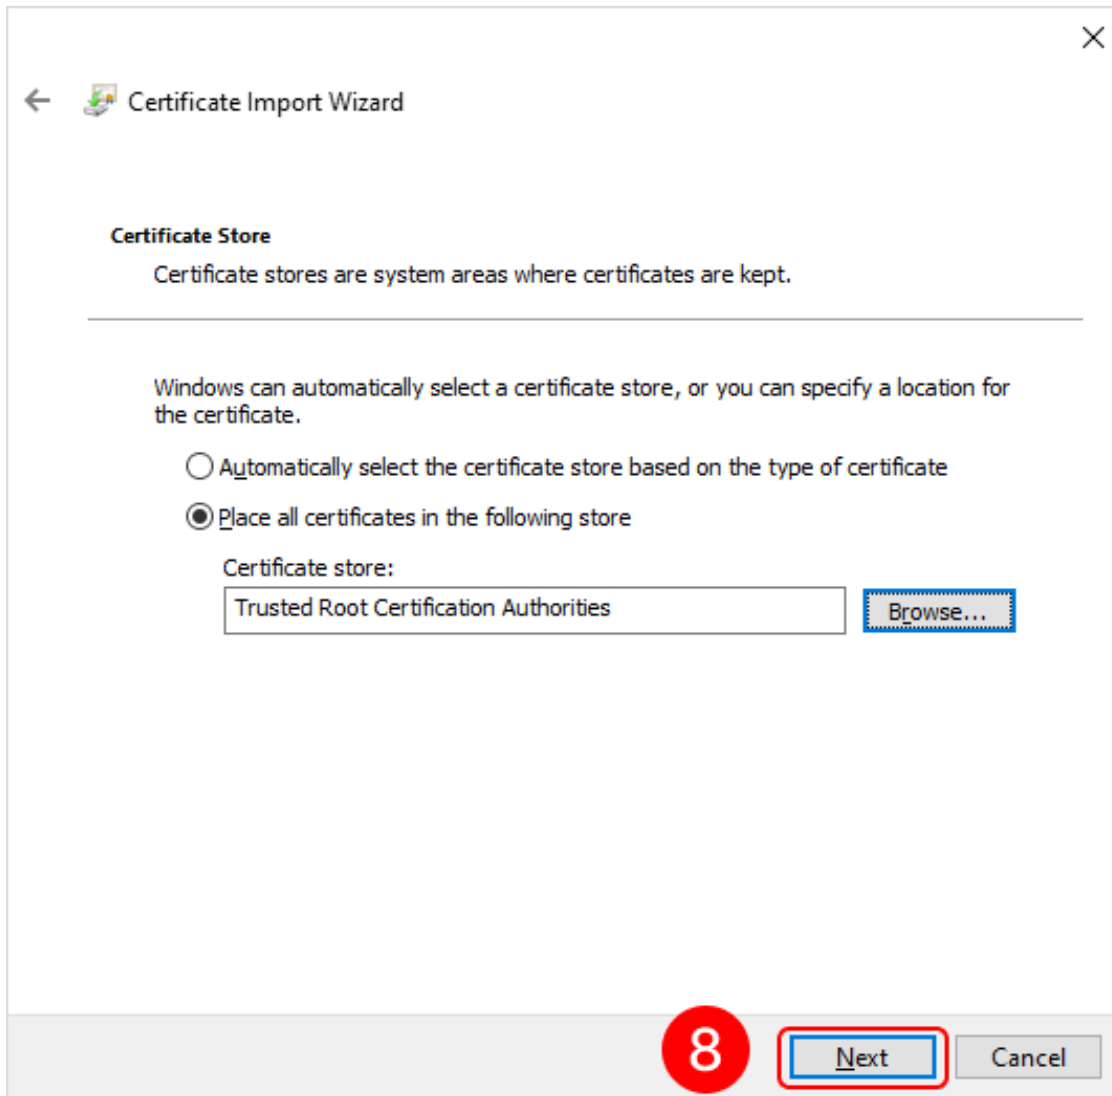 Certificate Import Wizard
Certificate Store
Certificate stores are system areas where certificates are kept.
Windows can automatically select a certificate store, or you can specify a location for
the certificate.
Automatically select the certificate store based on the type of certificate
Place all certificates in the following store
Certificate store:
Trusted Root Certification Authorities
Browse...
8
Next
Cancel